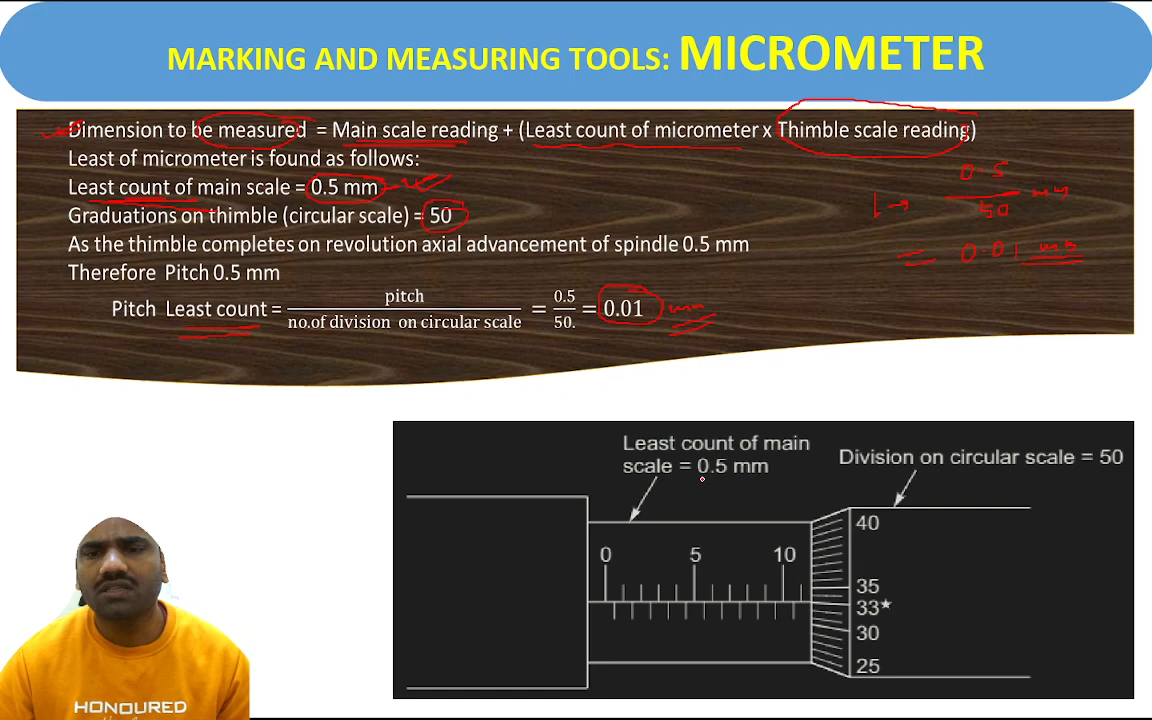 MARKING AND MEASURING TOOLS: MICROMETER
Dimension to be measured = Main scale reading + (Least count of micrometer x Thimble scale reading)
Least of micrometer is found as follows:
Least count of main scale = 0.5 mm
Graduations on thimble (circular scale) = 50
As the thimble completes on revolution axial advancement of spindle 0.5 mm
Therefore Pitch 0.5 mm
Pitch Least count = pitch / no.of division on circular scale = 0.5 / 50. = 0.01 mm
1 → 0.5 / 50 mm
= 0.01 mm
Least count of main
scale = 0.5 mm
Division on circular scale = 50
0 5 10
40
35
33★
30
25
HONOURED